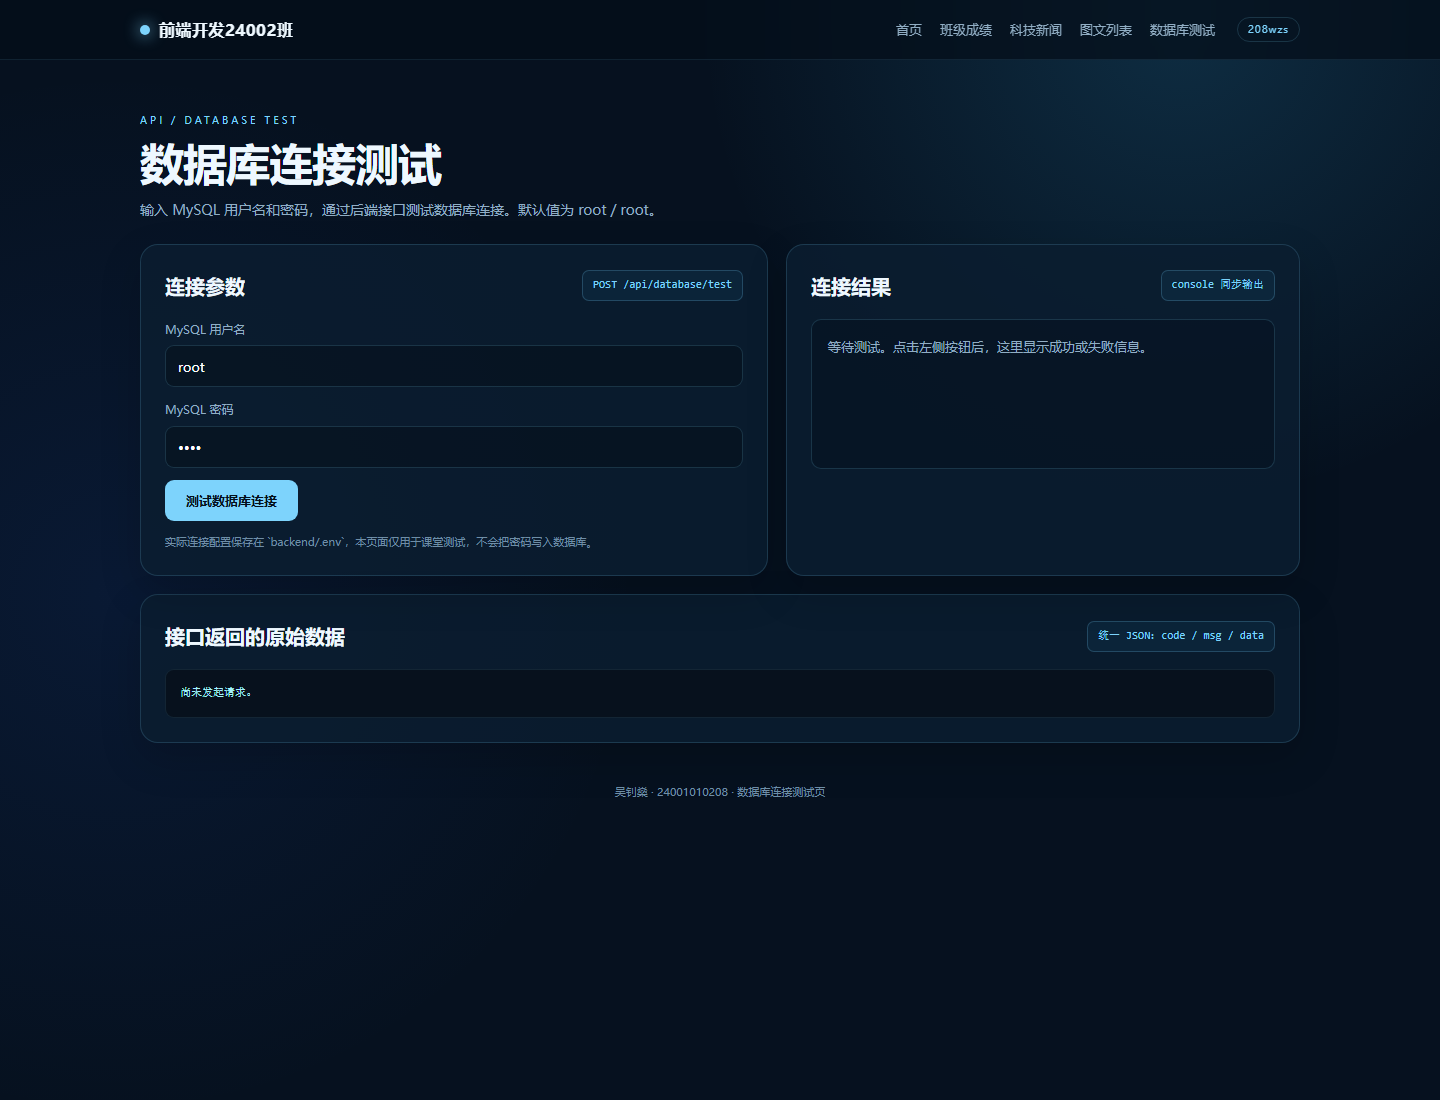 前端开发24002班
首页 班级成绩 科技新闻 图文列表 数据库测试 208wzs
API / DATABASE TEST
数据库连接测试
输入 MySQL 用户名和密码，通过后端接口测试数据库连接。默认值为 root / root。
连接参数
POST /api/database/test
MySQL 用户名
root
MySQL 密码
••••
测试数据库连接
实际连接配置保存在 `backend/.env`，本页面仅用于课堂测试，不会把密码写入数据库。
连接结果
console 同步输出
等待测试。点击左侧按钮后，这里显示成功或失败信息。
接口返回的原始数据
统一 JSON: code / msg / data
尚未发起请求。
吴钊燊 · 24001010208 · 数据库连接测试页